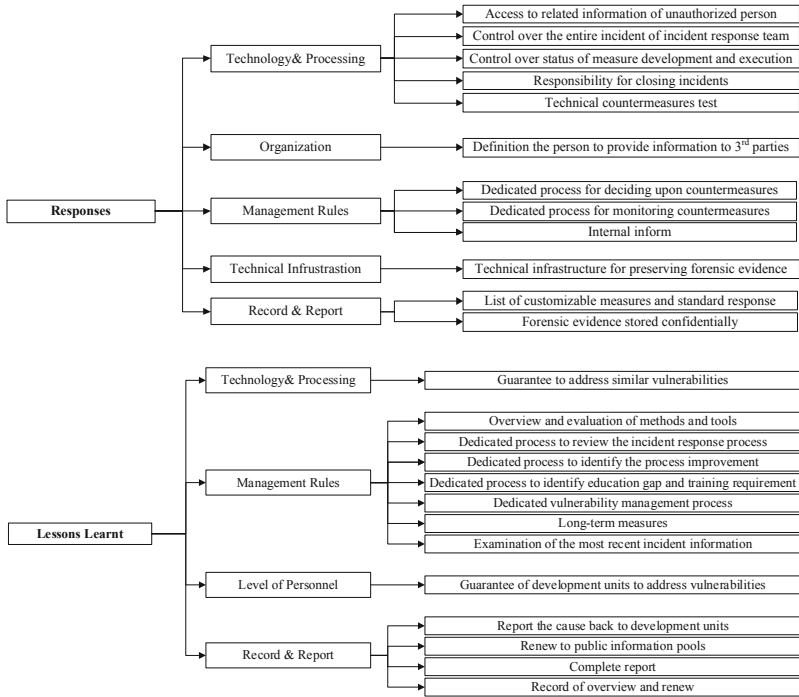 Responses
Technology& Processing
Access to related information of unauthorized person
Control over the entire incident of incident response team
Control over status of measure development and execution
Responsibility for closing incidents
Technical countermeasures test
Organization
Definition the person to provide information to 3rd parties
Management Rules
Dedicated process for deciding upon countermeasures
Dedicated process for monitoring countermeasures
Internal inform
Technical Infrustrastion
Technical infrastructure for preserving forensic evidence
Record & Report
List of customizable measures and standard response
Forensic evidence stored confidentially
Lessons Learnt
Technology& Processing
Guarantee to address similar vulnerabilities
Management Rules
Overview and evaluation of methods and tools
Dedicated process to review the incident response process
Dedicated process to identify the process improvement
Dedicated process to identify education gap and training requirement
Dedicated vulnerability management process
Long-term measures
Examination of the most recent incident information
Level of Personnel
Guarantee of development units to address vulnerabilities
Record & Report
Report the cause back to development units
Renew to public information pools
Complete report
Record of overview and renew